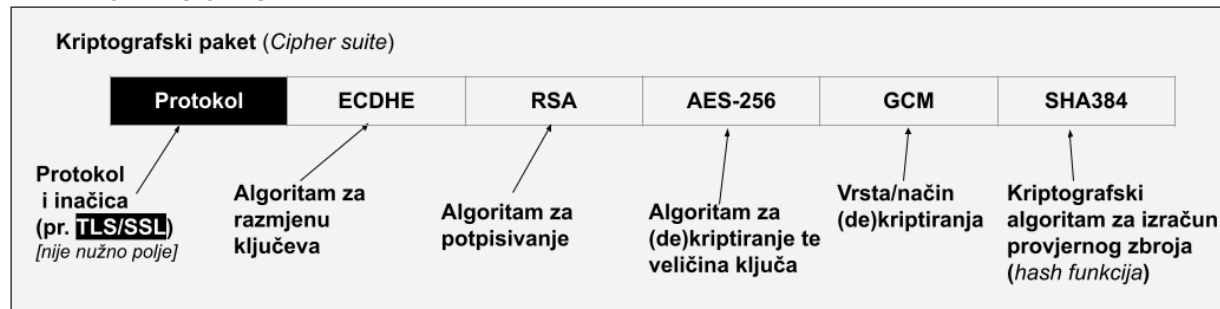 Kriptografski paket (Cipher suite)
Protokol ECDHE RSA AES-256 GCM SHA384
Protokol
i inačica
(pr. TLS/SSL)
[nije nužno polje]
Algoritam za
razmjenu
ključeva
Algoritam za
potpisivanje
Algoritam za
(de)kriptiranje te
veličina ključa
Vrsta/način
(de)kriptiranja
Kriptografski
algoritam za izračun
provjernog zbroja
(hash funkcija)